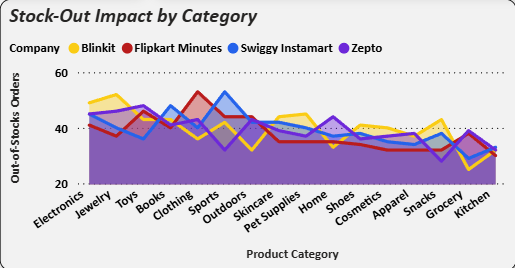 Stock-Out Impact by Category
Company Blinkit Flipkart Minutes Swiggy Instamart Zepto
Out-of-Stocks Orders
60
40
20
Electronics
Jewelry
Toys
Books
Clothing
Sports
Outdoors
Skincare
Pet Supplies
Home
Shoes
Cosmetics
Apparel
Snacks
Grocery
Kitchen
Product Category